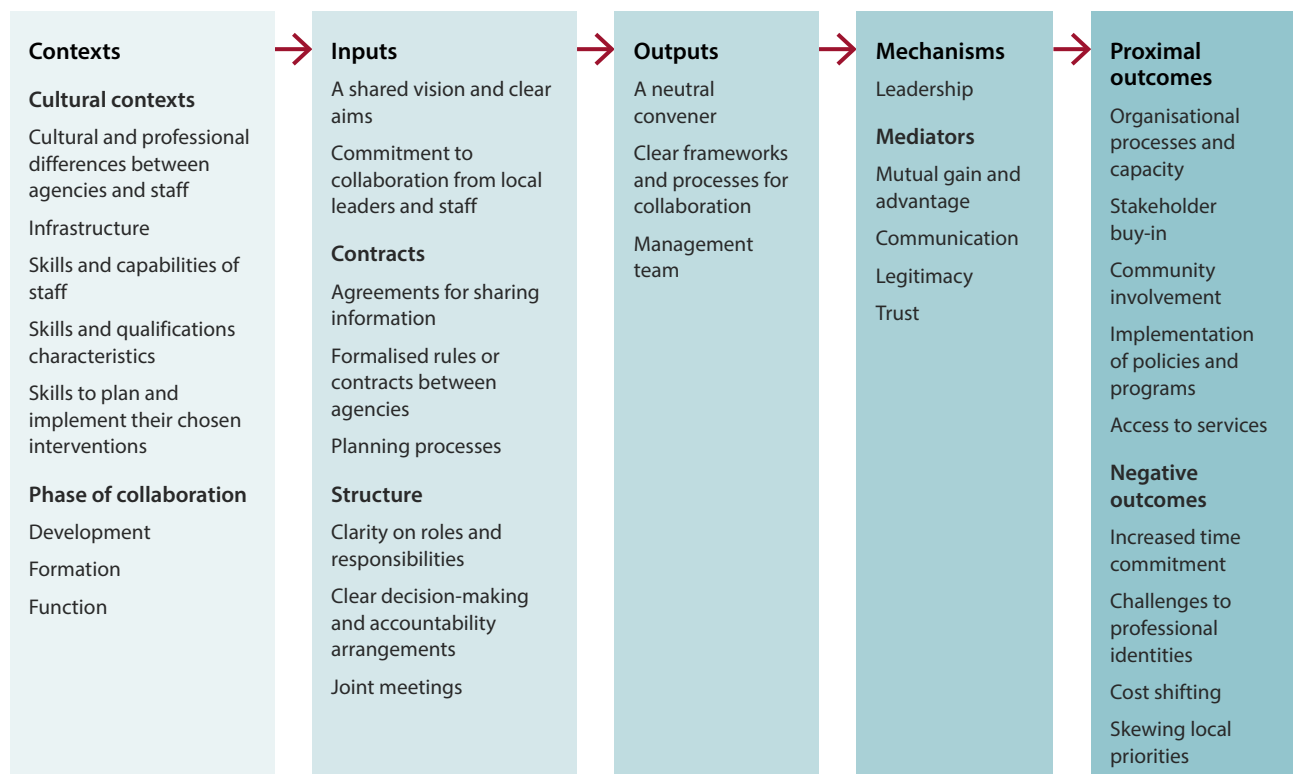 Contexts
Cultural contexts
Cultural and professional
differences between
agencies and staff
Infrastructure
Skills and capabilities of
staff
Skills and qualifications
characteristics
Skills to plan and
implement their chosen
interventions
Phase of collaboration
Development
Formation
Function
Inputs
A shared vision and clear
aims
Commitment to
collaboration from local
leaders and staff
Contracts
Agreements for sharing
information
Formalised rules or
contracts between
agencies
Planning processes
Structure
Clarity on roles and
responsibilities
Clear decision-making
and accountability
arrangements
Joint meetings
Outputs
A neutral
convener
Clear frameworks
and processes for
collaboration
Management
team
Mechanisms
Leadership
Mediators
Mutual gain and
advantage
Communication
Legitimacy
Trust
Proximal
outcomes
Organisational
processes and
capacity
Stakeholder
buy-in
Community
involvement
Implementation
of policies and
programs
Access to services
Negative
outcomes
Increased time
commitment
Challenges to
professional
identities
Cost shifting
Skewing local
priorities